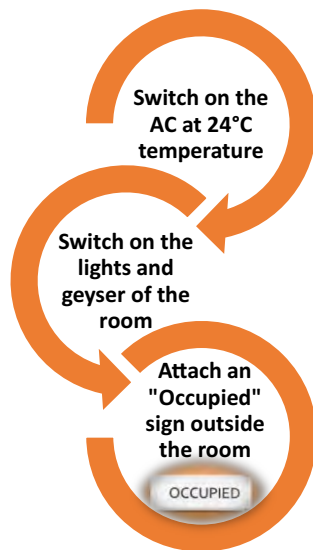 Switch on the
AC at 24°C
temperature
Switch on the
lights and
geyser of the
room
Attach an
"Occupied"
sign outside
the room
OCCUPIED